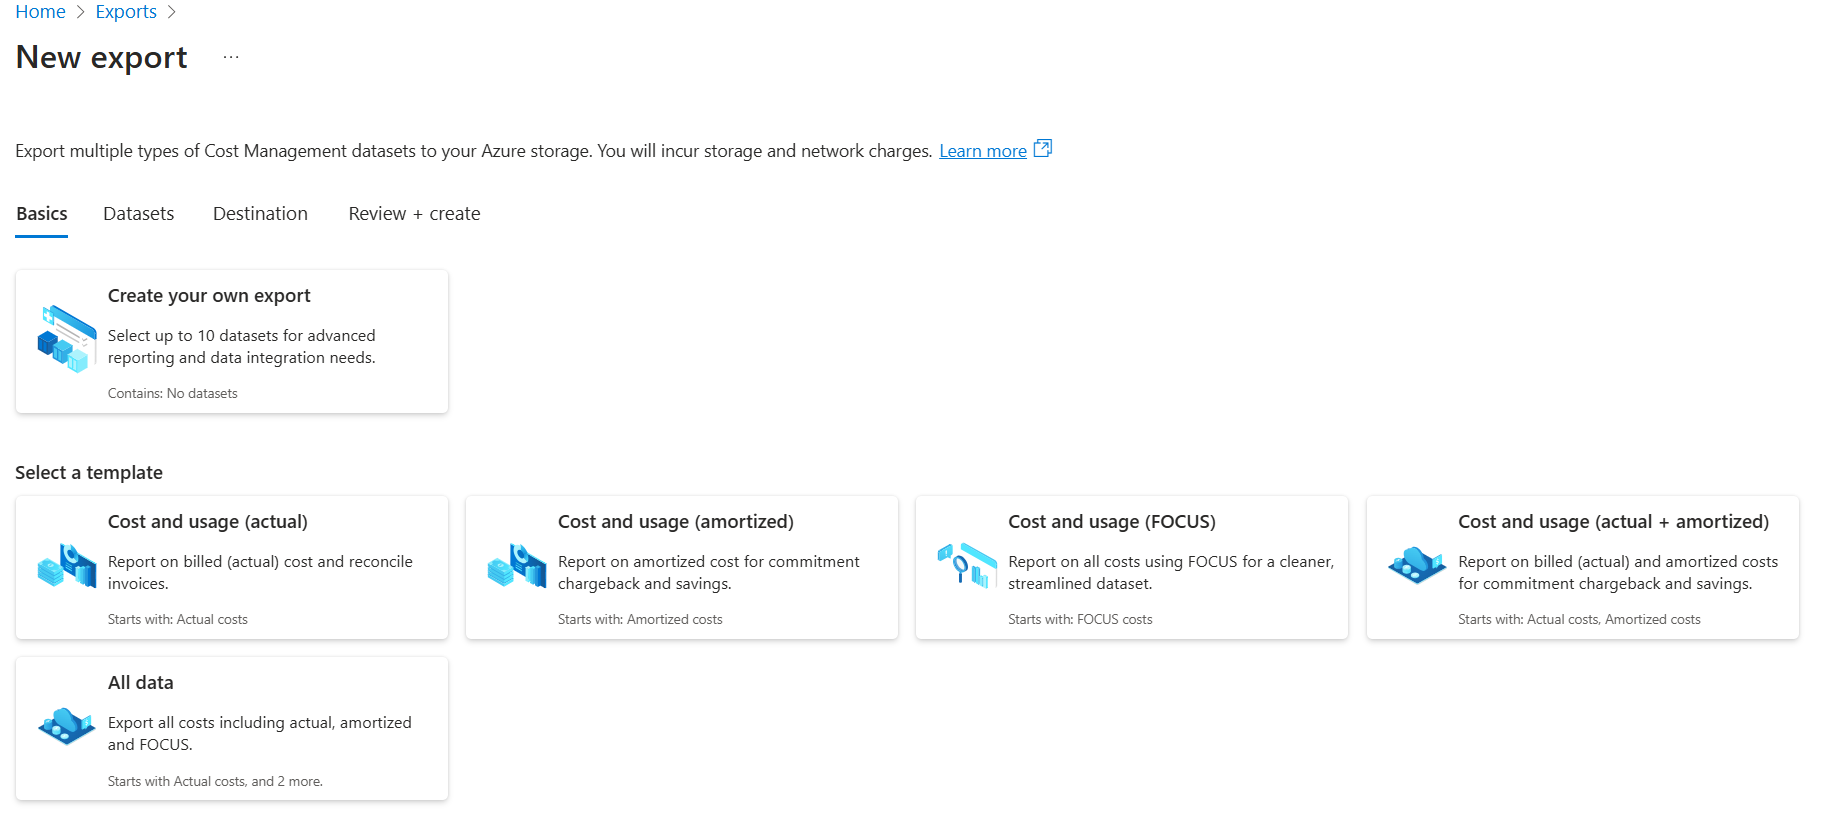 Home > Exports >
New export ...
Export multiple types of Cost Management datasets to your Azure storage. You will incur storage and network charges. Learn more
Basics Datasets Destination Review + create
Create your own export
Select up to 10 datasets for advanced
reporting and data integration needs.
Contains: No datasets
Select a template
Cost and usage (actual)
Report on billed (actual) cost and reconcile
invoices.
Starts with: Actual costs
Cost and usage (amortized)
Report on amortized cost for commitment
chargeback and savings.
Starts with: Amortized costs
Cost and usage (FOCUS)
Report on all costs using FOCUS for a cleaner,
streamlined dataset.
Starts with: FOCUS costs
Cost and usage (actual + amortized)
Report on billed (actual) and amortized costs
for commitment chargeback and savings.
Starts with: Actual costs, Amortized costs
All data
Export all costs including actual, amortized
and FOCUS.
Starts with Actual costs, and 2 more.